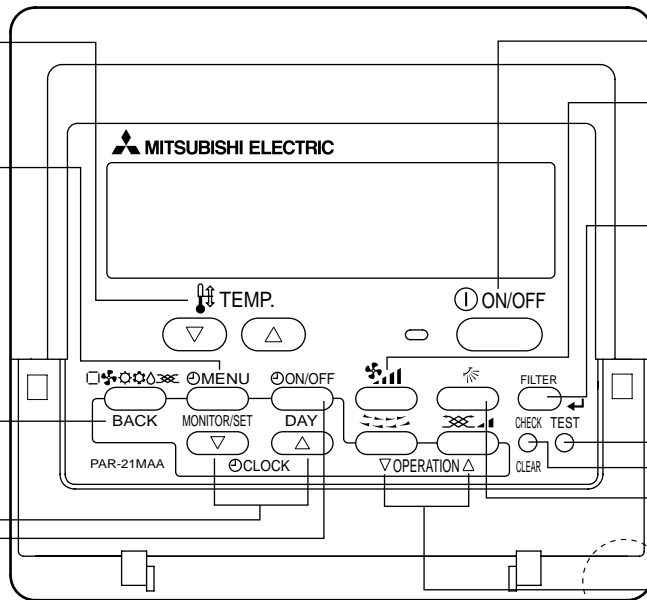 MITSUBISHI ELECTRIC
TEMP.
ON/OFF
MENU
ON/OFF
FILTER
BACK
MONITOR/SET
DAY
CHECK
TEST
PAR-21MAA
CLOCK
OPERATION
CLEAR